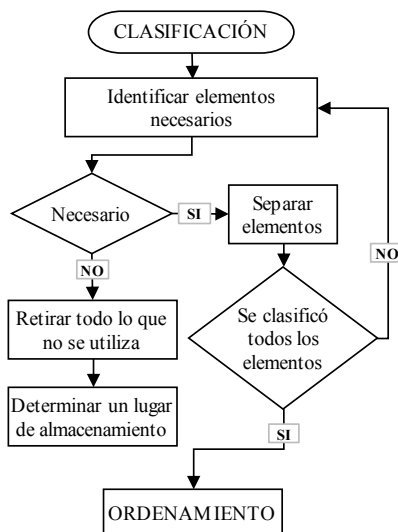 CLASIFICACIÓN
Identificar elementos
necesarios
Necesario
SI
Separar
elementos
NO
NO
Retirar todo lo que
no se utiliza
Se clasificó
todos los
elementos
Determinar un lugar
de almacenamiento
SI
ORDENAMIENTO